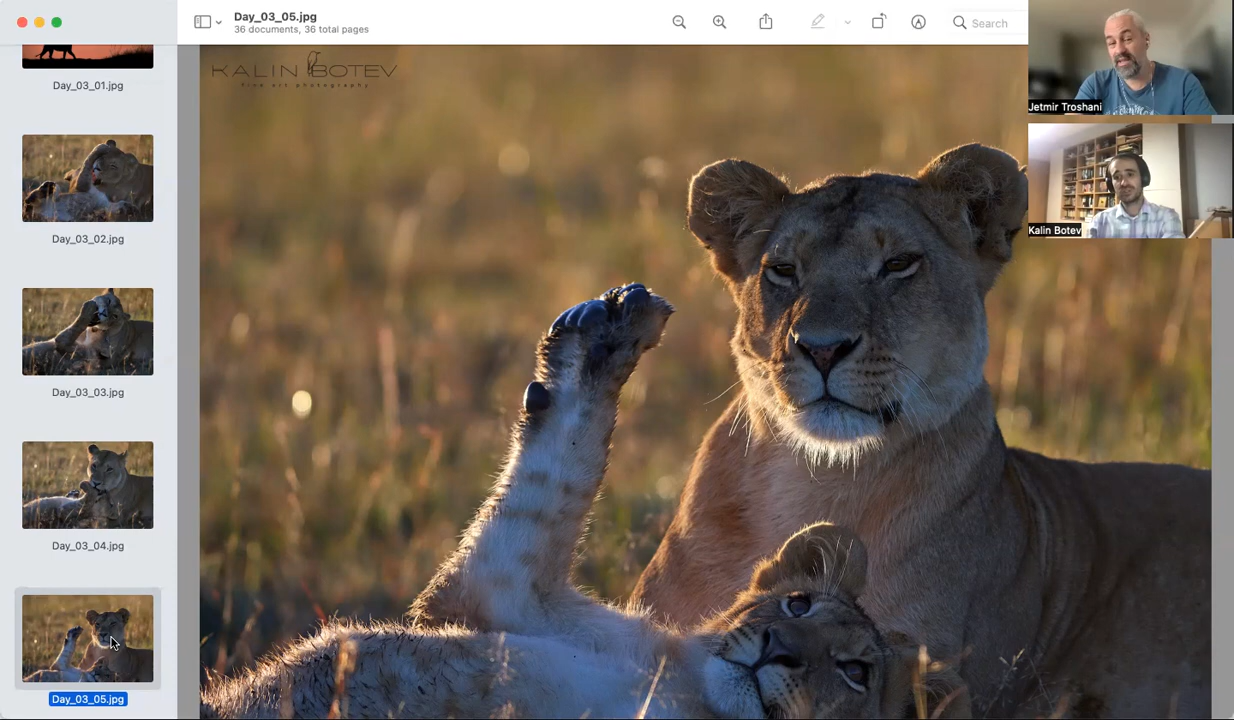 Day_03_05.jpg
36 documents, 36 total pages
Search
Day_03_01.jpg
Day_03_02.jpg
Day_03_03.jpg
Day_03_04.jpg
Day_03_05.jpg
KALIN BOTEV
fine art photography
Jetmir Troshani
Kalin Botev